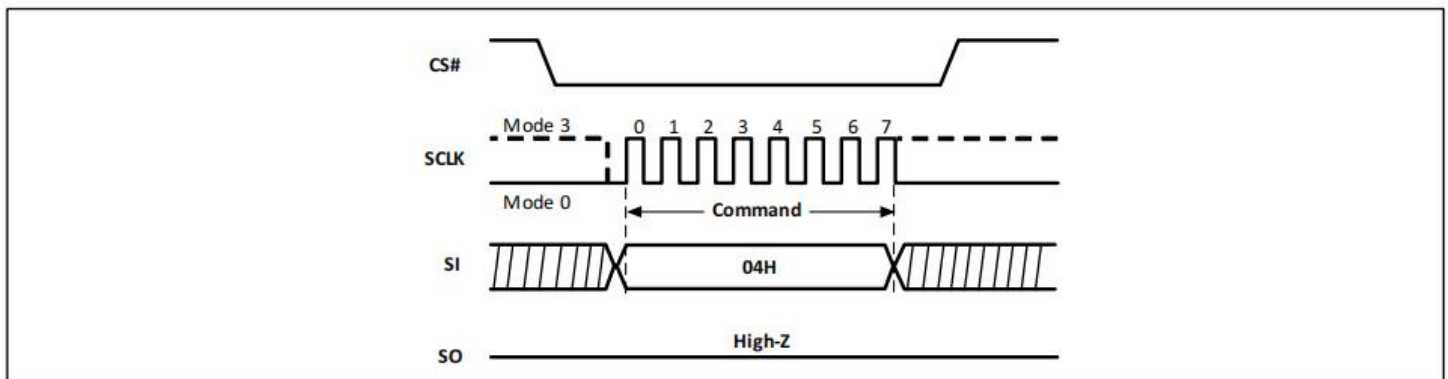 CS#
Mode 3
0 1 2 3 4 5 6 7
SCLK
Mode 0
Command
SI
04H
High-Z
SO